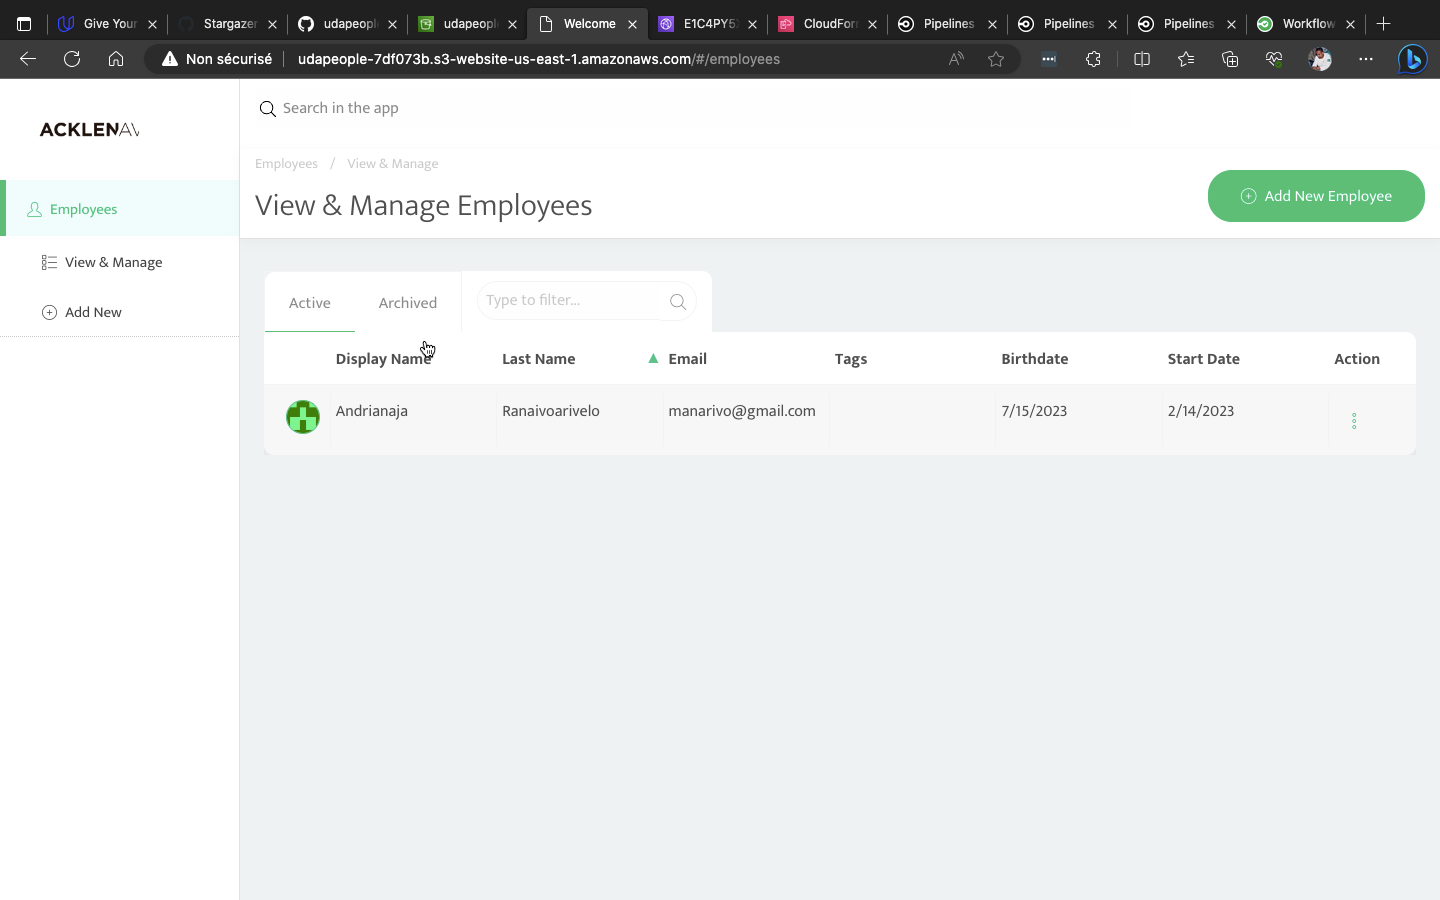 Give Your
Stargazer
udapeopl
udapeopl
Welcome
E1C4PY5
CloudFor
Pipelines
Pipelines
Pipelines
Workflow
Non sécurisé
udapeople-7df073b.s3-website-us-east-1.amazonaws.com/#/employees
ACKLENAV
Search in the app
Employees / View & Manage
View & Manage Employees
Add New Employee
Employees
View & Manage
Add New
Active Archived Type to filter...
Display Name Last Name Email Tags Birthdate Start Date Action
Andrianaja Ranaivoarivelo manarivo@gmail.com 7/15/2023 2/14/2023